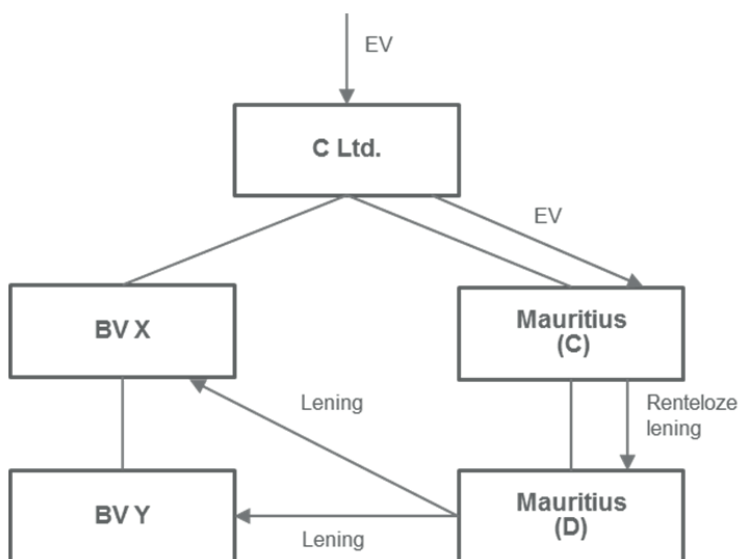 EV
C Ltd.
EV
BV X
Mauritius
(C)
Lening
Renteloze
lening
BV Y
Mauritius
(D)
Lening